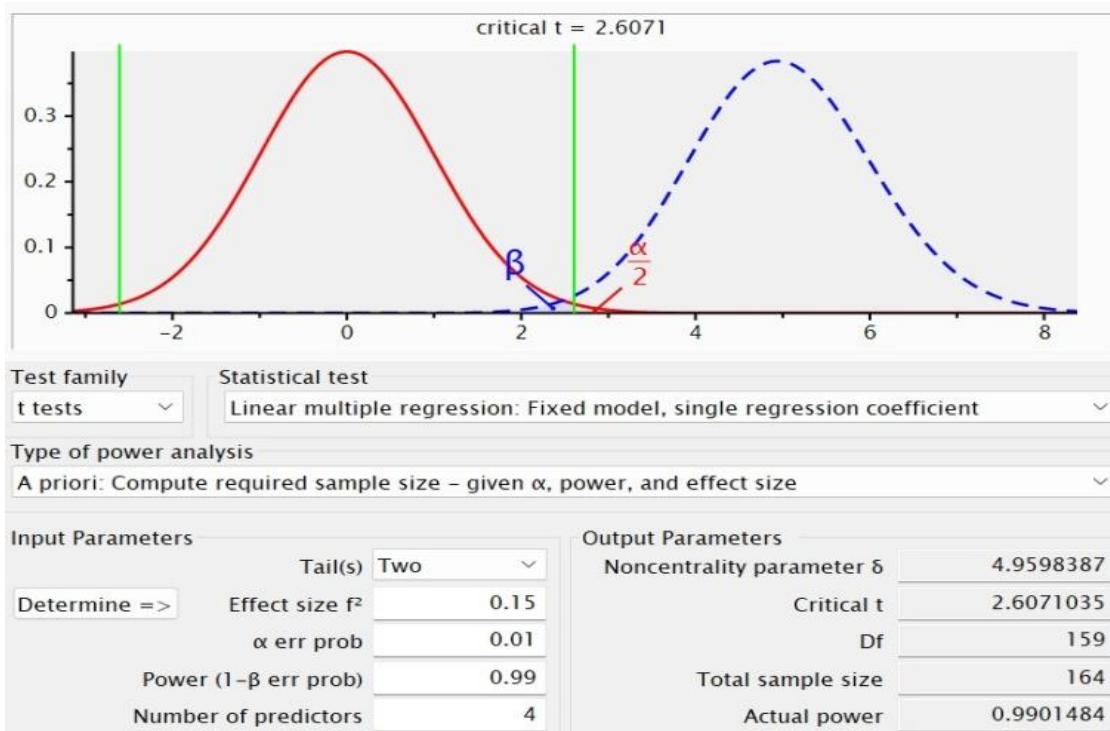 critical t = 2.6071
0.3
0.2
0.1
0
β
α
2
−2 0 2 4 6 8
Test family Statistical test
t tests Linear multiple regression: Fixed model, single regression coefficient
Type of power analysis
A priori: Compute required sample size – given α, power, and effect size
Input Parameters Output Parameters
Tail(s) Two Noncentrality parameter δ 4.9598387
Determine => Effect size f² 0.15 Critical t 2.6071035
α err prob 0.01 Df 159
Power (1–β err prob) 0.99 Total sample size 164
Number of predictors 4 Actual power 0.9901484